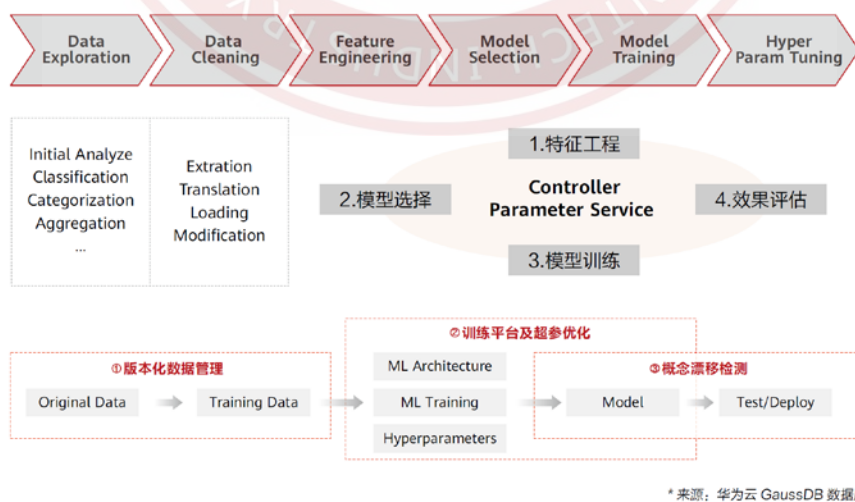 Data
Exploration
Data
Cleaning
Feature
Engineering
Model
Selection
Model
Training
Hyper
Param Tuning
Initial Analyze
Classification
Categorization
Aggregation
...
Extration
Translation
Loading
Modification
1.特征工程
2.模型选择
Controller
Parameter Service
4.效果评估
3.模型训练
②训练平台及超参优化
①版本化数据管理
③概念漂移检测
ML Architecture
Original Data
Training Data
ML Training
Model
Test/Deploy
Hyperparameters
* 来源：华为云 GaussDB 数据